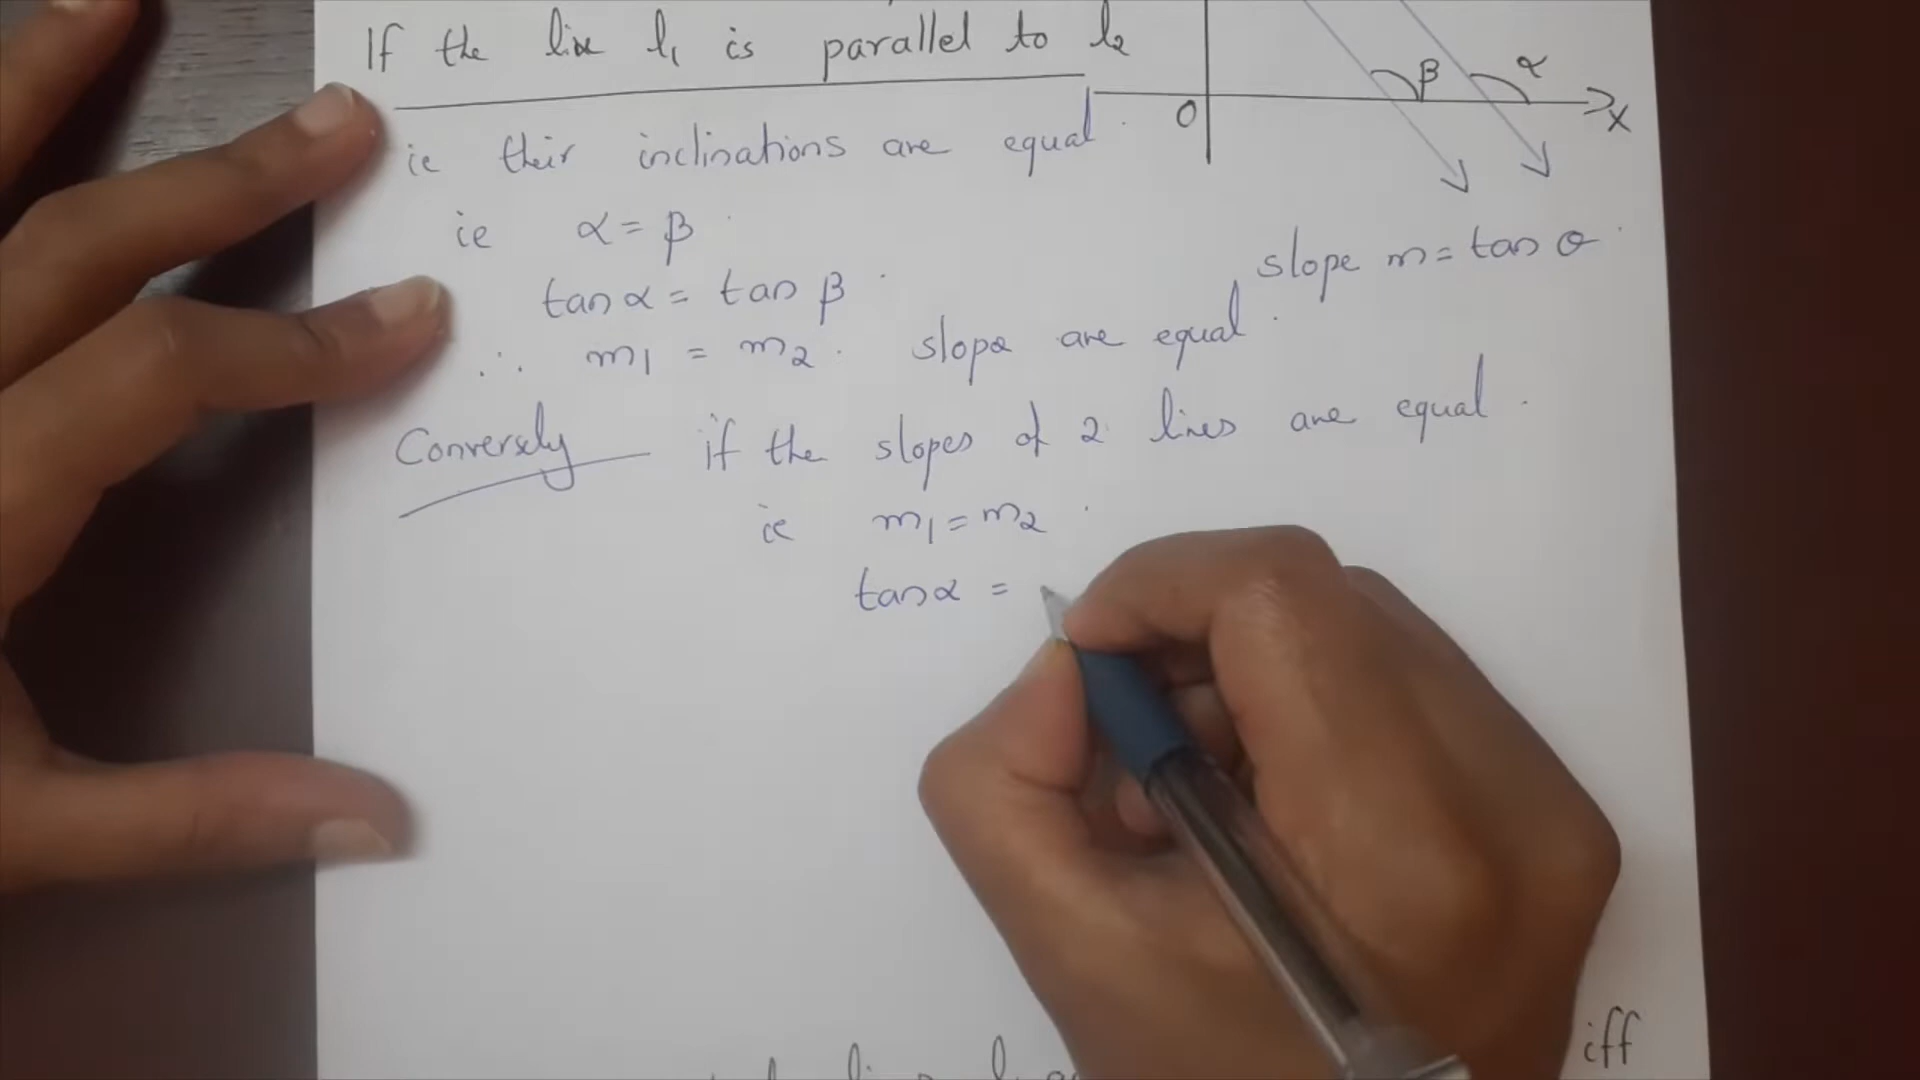 If the line l1 is parallel to l2
β α
O X
ie their inclinations are equal.
ie α = β.
slope m = tan θ.
tan α = tan β.
∴ m1 = m2. slope are equal.
Conversely if the slopes of 2 lines are equal.
ie m1 = m2.
tan α =
iff